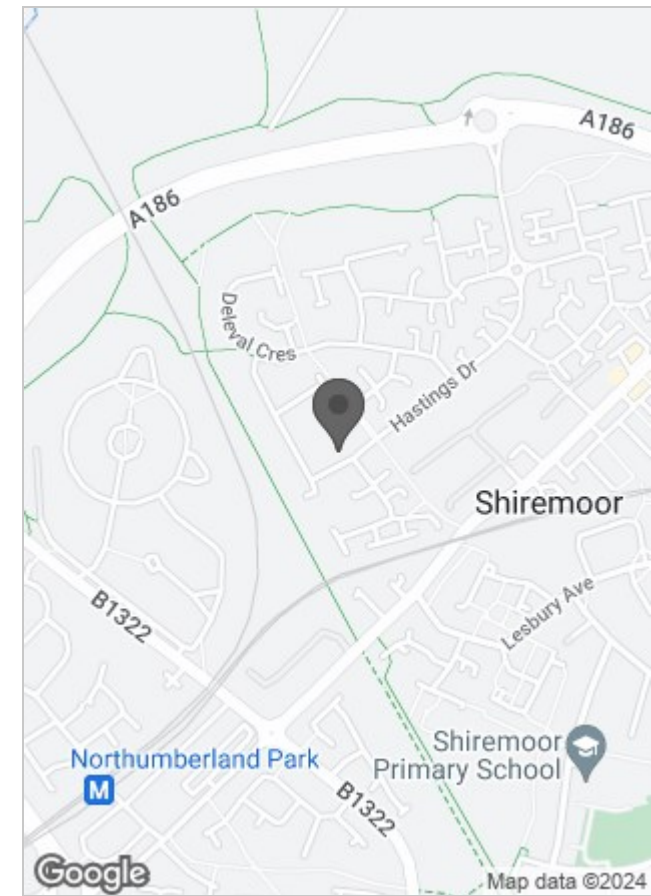 A186
A186
Deleval Cres
Hastings Dr
Shiremoor
Lesbury Ave
B1322
Shiremoor
Primary School
Northumberland Park
M
B1322
Google
Map data ©2024